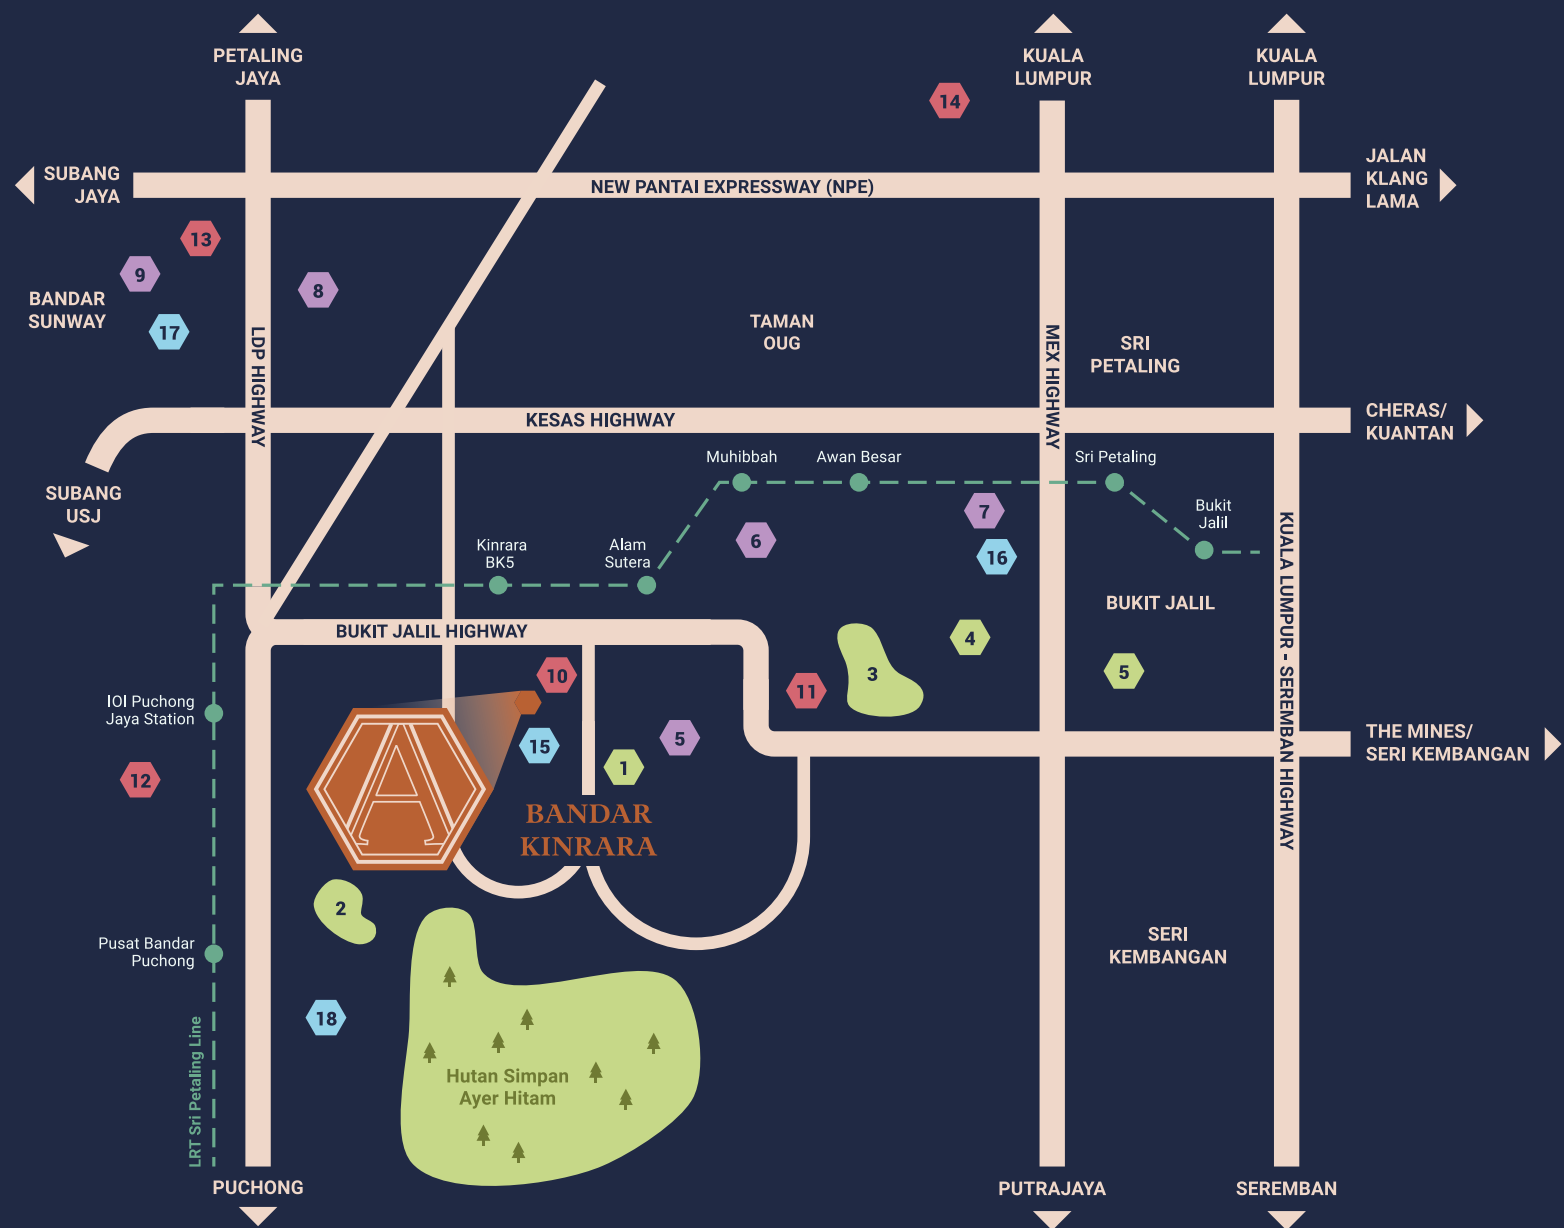 PETALING
JAYA
KUALA
LUMPUR
KUALA
LUMPUR
14
SUBANG
JAYA
NEW PANTAI EXPRESSWAY (NPE)
JALAN
KLANG
LAMA
13
9
8
BANDAR
SUNWAY
17
LDP HIGHWAY
TAMAN
OUG
MEX HIGHWAY
SRI
PETALING
KESAS HIGHWAY
CHERAS/
KUANTAN
SUBANG
USJ
Muhibbah
Awan Besar
Sri Petaling
Bukit
Jalil
Kinrara
BK5
Alam
Sutera
6
7
16
KUALA LUMPUR - SEREMBAN HIGHWAY
BUKIT JALIL
BUKIT JALIL HIGHWAY
4
5
3
10
11
IOI Puchong
Jaya Station
12
A
15
5
1
THE MINES/
SERI KEMBANGAN
BANDAR
KINRARA
2
Pusat Bandar
Puchong
SERI
KEMBANGAN
18
LRT Sri Petaling Line
Hutan Simpan
Ayer Hitam
PUCHONG
PUTRAJAYA
SEREMBAN